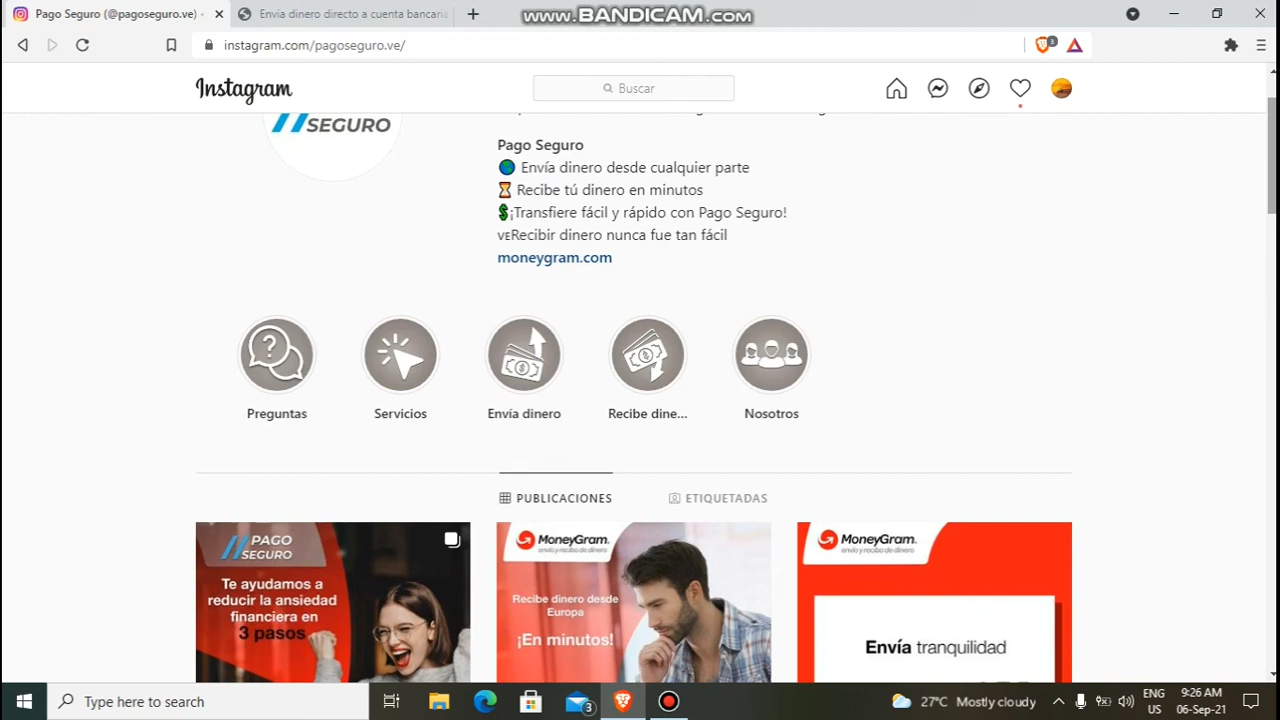 Pago Seguro (@pagoseguro.ve) •
Envia dinero directo a cuenta bancaria
www.BANDICAM.com
instagram.com/pagoseguro.ve/
3
Instagram
Buscar
SEGURO
Pago Seguro
Envía dinero desde cualquier parte
Recibe tú dinero en minutos
¡Transfiere fácil y rápido con Pago Seguro!
VERecibir dinero nunca fue tan fácil
moneygram.com
Preguntas
Servicios
Envía dinero
Recibe dine...
Nosotros
PUBLICACIONES
ETIQUETADAS
PAGO
SEGURO
Te ayudamos a
reducir la ansiedad
financiera en
3 pasos
MoneyGram.
envío y recibo de dinero
Recibe dinero desde
Europa
¡En minutos!
MoneyGram.
envío y recibo de dinero
Envía tranquilidad
Type here to search
3
27°C Mostly cloudy
ENG
US
9:26 AM
06-Sep-21